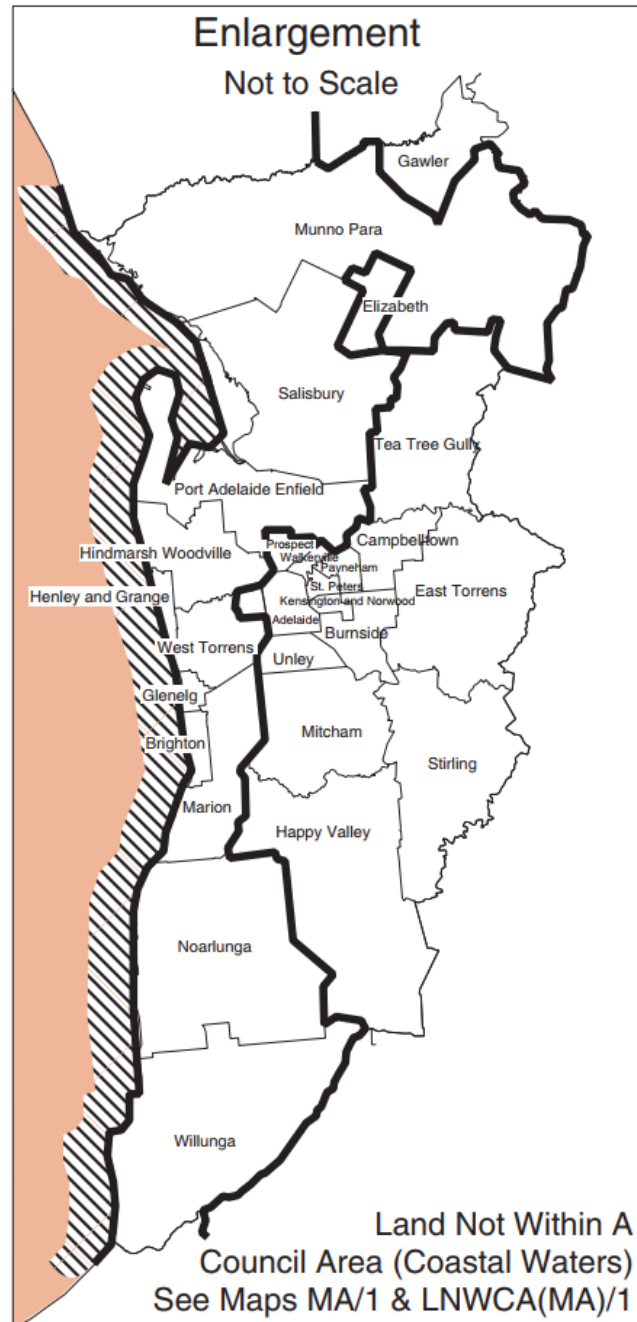 Enlargement
Not to Scale
Gawler
Munno Para
Elizabeth
Salisbury
Tea Tree Gully
Port Adelaide Enfield
Prospect
Campbelltown
Hindmarsh Woodville
Walkerville
Payneham
St. Peters
East Torrens
Henley and Grange
Kensington and Norwood
Adelaide
Burnside
West Torrens
Unley
Glenelg
Mitcham
Brighton
Stirling
Marion
Happy Valley
Noarlunga
Willunga
Land Not Within A
Council Area (Coastal Waters)
See Maps MA/1 & LNWCA(MA)/1